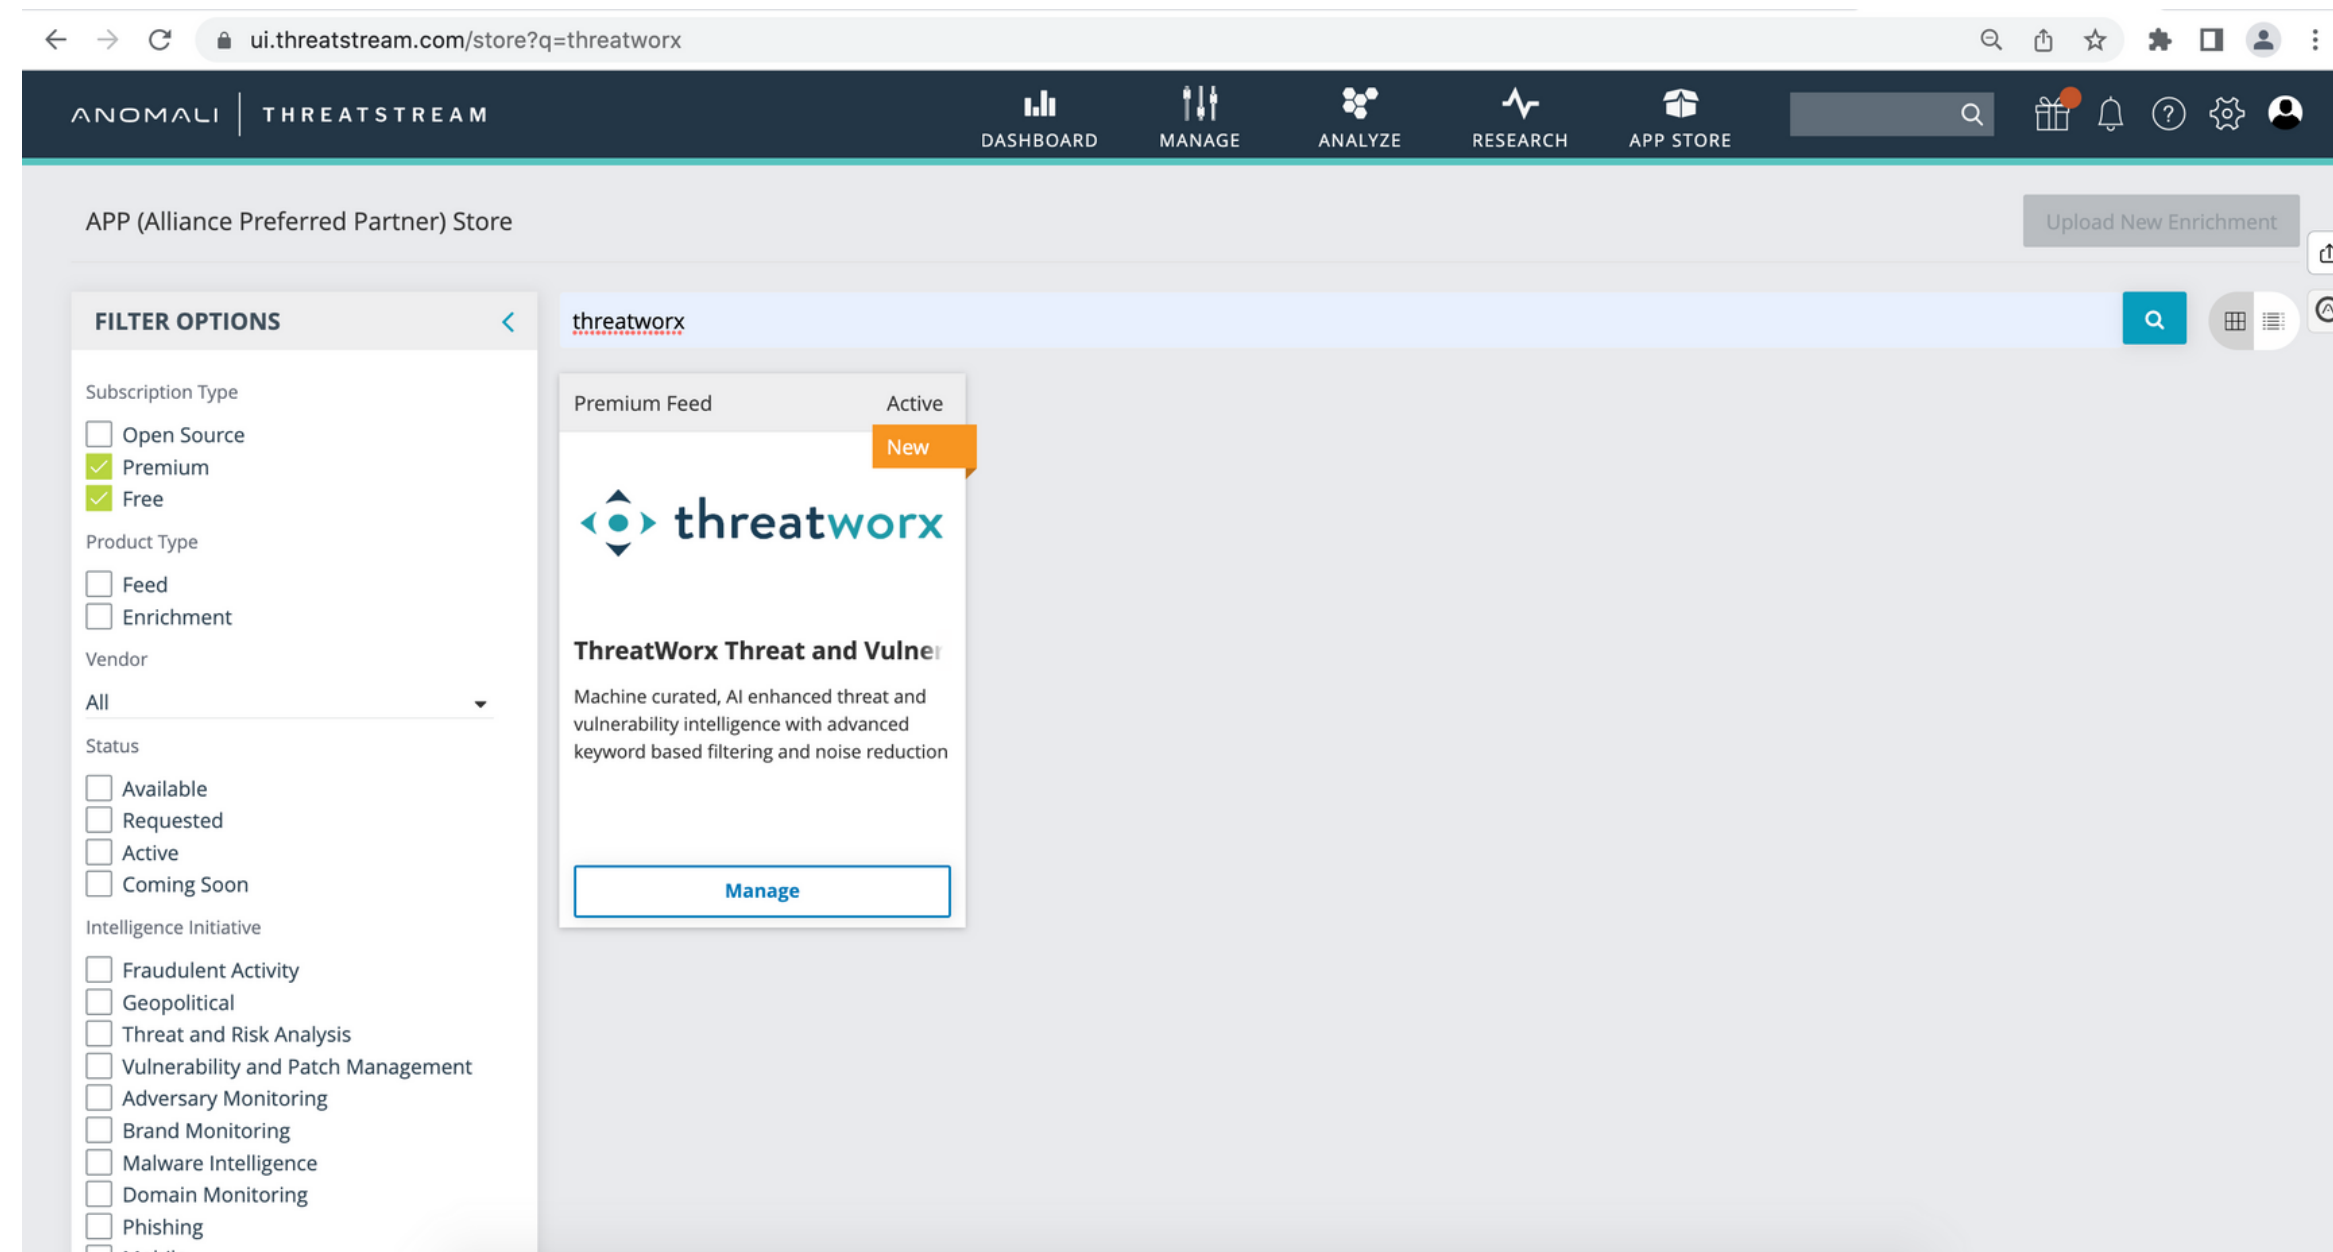 ui.threatstream.com/store?q=threatworx
ANOMALI | THREATSTREAM
DASHBOARD
MANAGE
ANALYZE
RESEARCH
APP STORE
APP (Alliance Preferred Partner) Store
Upload New Enrichment
FILTER OPTIONS
threatworx
Subscription Type
Open Source
Premium
Free
Product Type
Feed
Enrichment
Vendor
All
Status
Available
Requested
Active
Coming Soon
Intelligence Initiative
Fraudulent Activity
Geopolitical
Threat and Risk Analysis
Vulnerability and Patch Management
Adversary Monitoring
Brand Monitoring
Malware Intelligence
Domain Monitoring
Phishing
Premium Feed
Active
New
threatworx
ThreatWorx Threat and Vulner
Machine curated, AI enhanced threat and
vulnerability intelligence with advanced
keyword based filtering and noise reduction
Manage